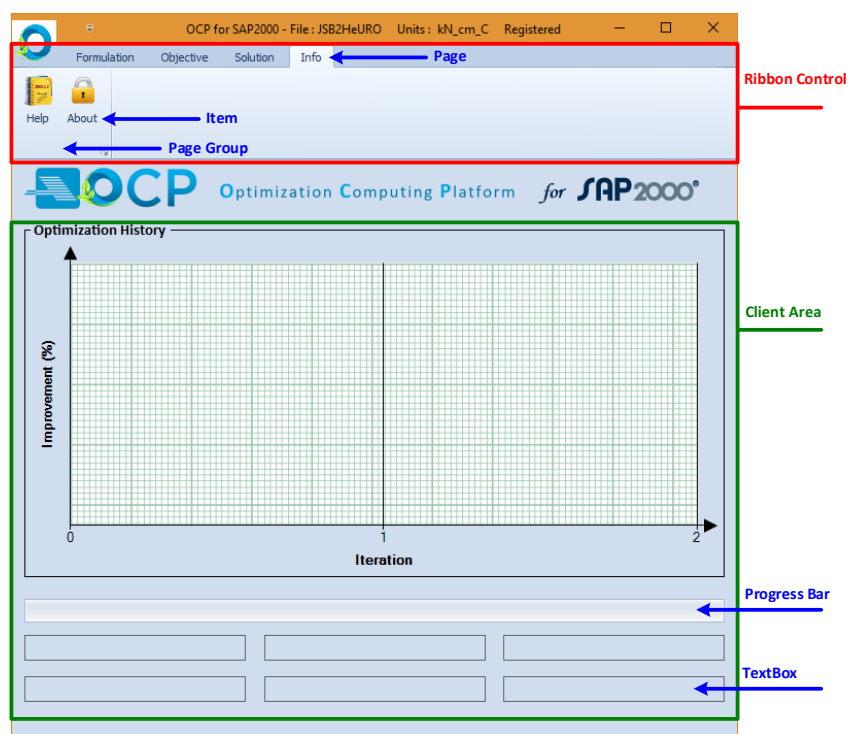 OCP for SAP2000 - File : JSB2HeURO Units : kN_cm_C Registered
Formulation Objective Solution Info Page
Ribbon Control
Help About Item
Page Group
OCP Optimization Computing Platform for SAP2000®
Optimization History
Client Area
Improvement (%)
0 1 2
Iteration
Progress Bar
TextBox